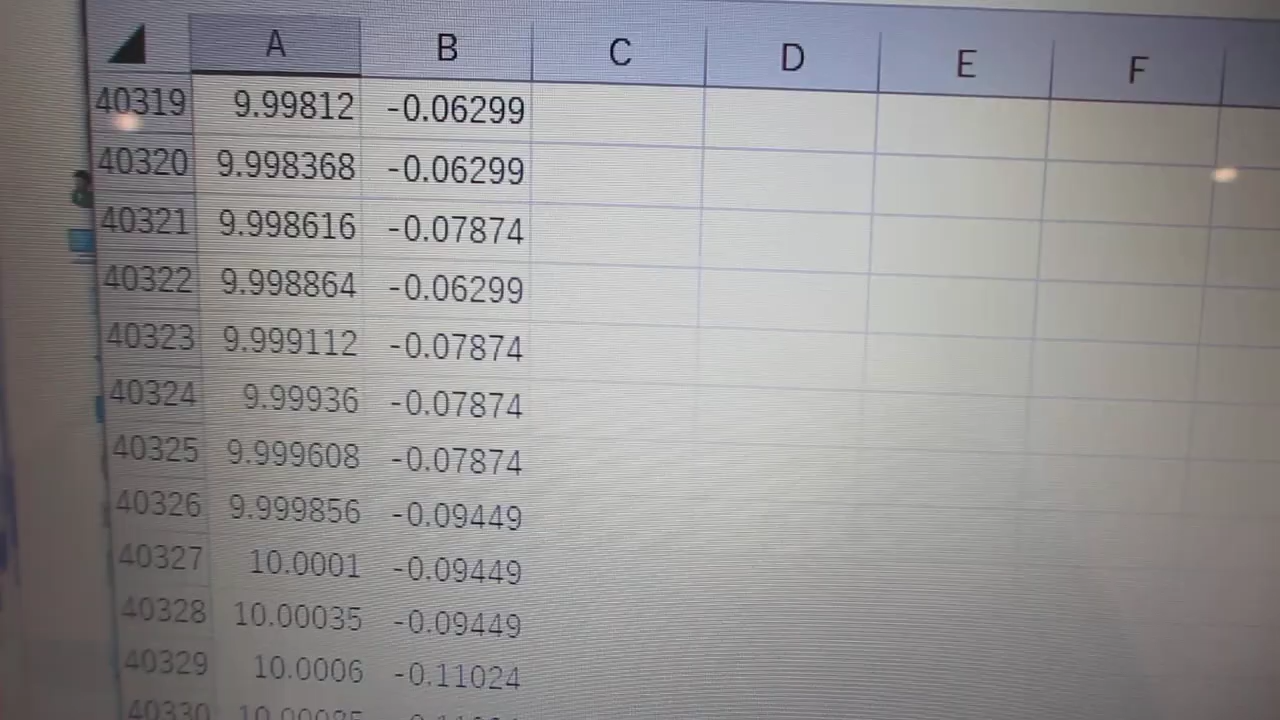 A B C D E F
40319 9.99812 -0.06299
40320 9.998368 -0.06299
40321 9.998616 -0.07874
40322 9.998864 -0.06299
40323 9.999112 -0.07874
40324 9.99936 -0.07874
40325 9.999608 -0.07874
40326 9.999856 -0.09449
40327 10.0001 -0.09449
40328 10.00035 -0.09449
40329 10.0006 -0.11024
40330